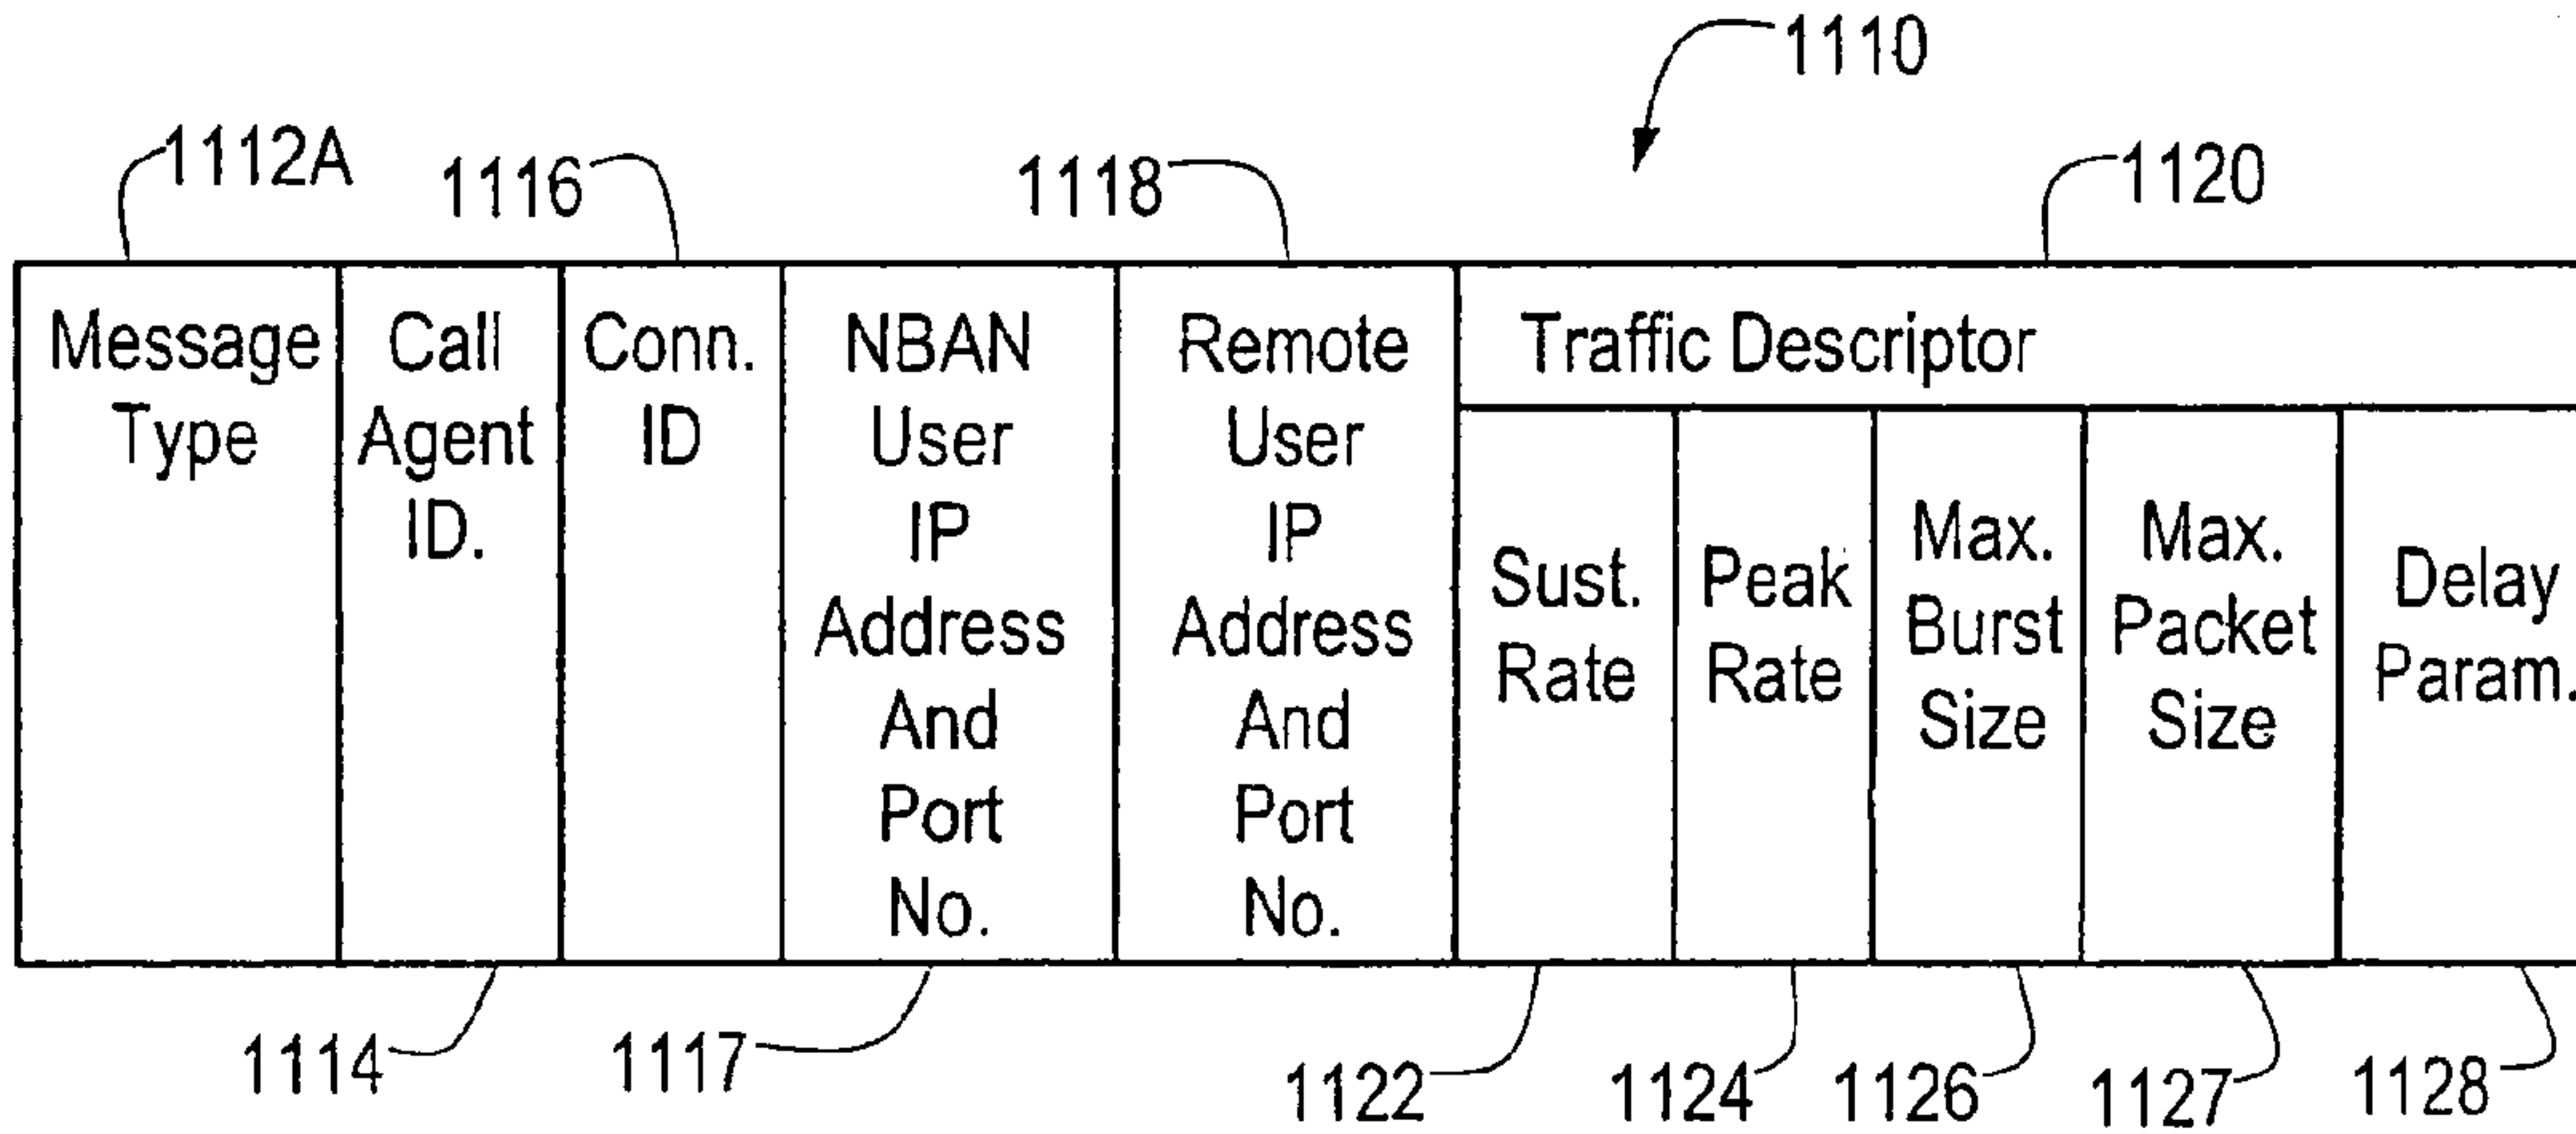 1110
1112A
1116
1118
1120
Message
Type
Call
Agent
ID.
Conn.
ID
NBAN
User
IP
Address
And
Port
No.
Remote
User
IP
Address
And
Port
No.
Traffic Descriptor
Sust.
Rate
Peak
Rate
Max.
Burst
Size
Max.
Packet
Size
Delay
Param.
1114
1117
1122
1124
1126
1127
1128